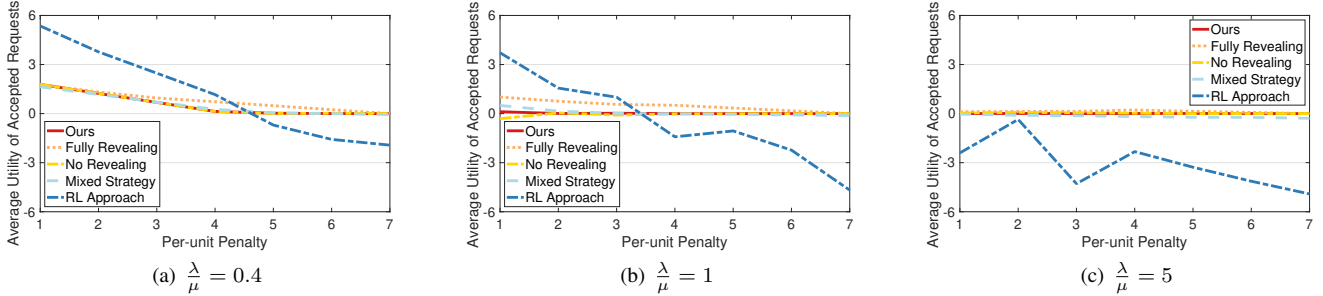 Average Utility of Accepted Requests
6
3
0
-3
-6
Ours
Fully Revealing
No Revealing
Mixed Strategy
RL Approach
1 2 3 4 5 6 7
Per-unit Penalty
(a) λ/μ = 0.4
Average Utility of Accepted Requests
6
3
0
-3
-6
Ours
Fully Revealing
No Revealing
Mixed Strategy
RL Approach
1 2 3 4 5 6 7
Per-unit Penalty
(b) λ/μ = 1
Average Utility of Accepted Requests
6
3
0
-3
-6
Ours
Fully Revealing
No Revealing
Mixed Strategy
RL Approach
1 2 3 4 5 6 7
Per-unit Penalty
(c) λ/μ = 5